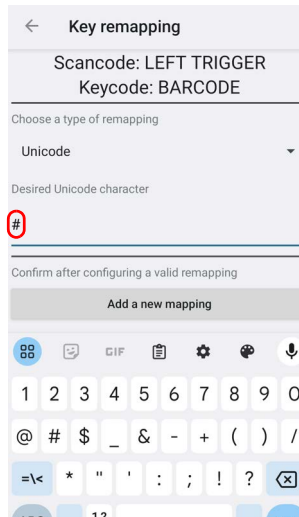 ← Key remapping
Scancode: LEFT TRIGGER
Keycode: BARCODE
Choose a type of remapping
Unicode
Desired Unicode character
#
Confirm after configuring a valid remapping
Add a new mapping
GIF
1 2 3 4 5 6 7 8 9 0
@ # $ _ & - + ( ) /
=\< * " ' : ; ! ?